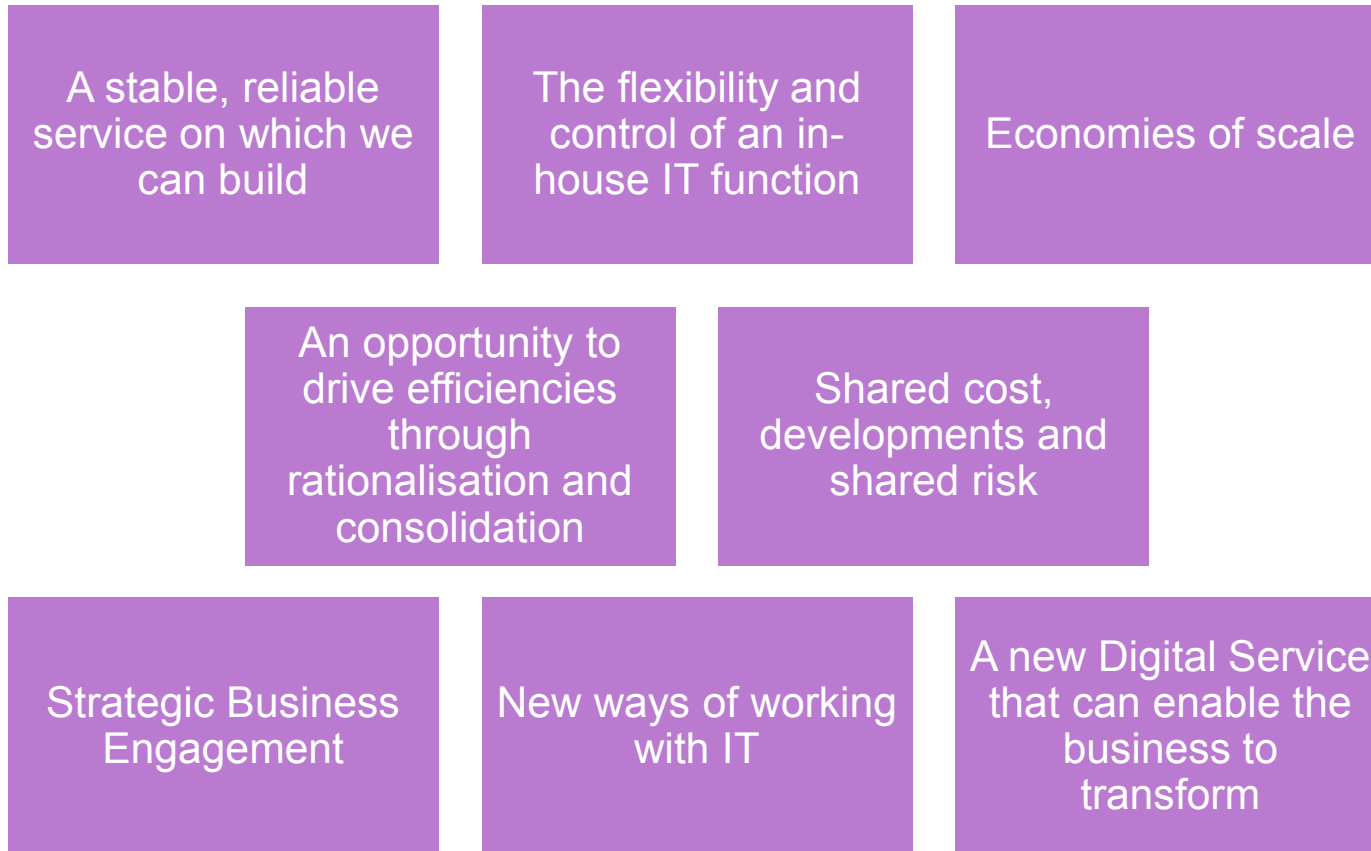 A stable, reliable
service on which we
can build
The flexibility and
control of an in-
house IT function
Economies of scale
An opportunity to
drive efficiencies
through
rationalisation and
consolidation
Shared cost,
developments and
shared risk
Strategic Business
Engagement
New ways of working
with IT
A new Digital Service
that can enable the
business to
transform